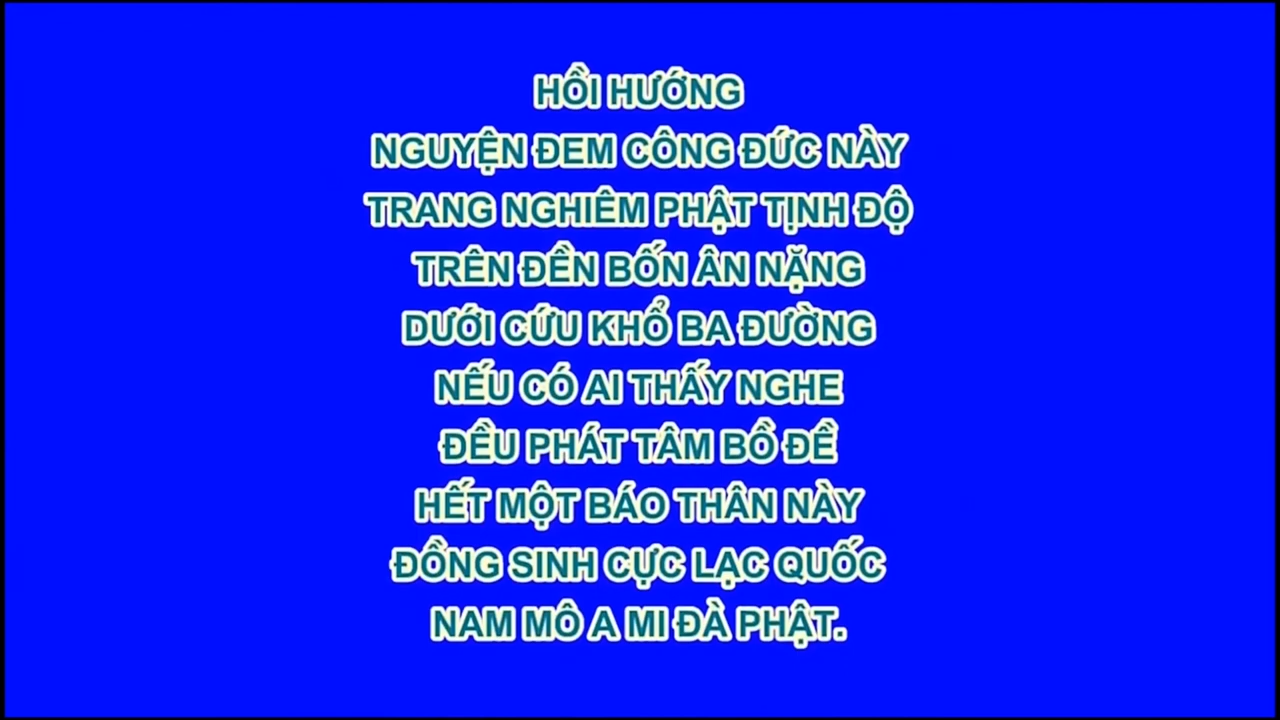 HỒI HƯỚNG
NGUYỆN ĐEM CÔNG ĐỨC NÀY
TRANG NGHIÊM PHẬT TỊNH ĐỘ
TRÊN ĐỀN BỐN ÂN NẶNG
DƯỚI CỨU KHỔ BA ĐƯỜNG
NẾU CÓ AI THẤY NGHE
ĐỀU PHÁT TÂM BỒ ĐỀ
HẾT MỘT BÁO THÂN NÀY
ĐỒNG SINH CỰC LẠC QUỐC
NAM MÔ A MI ĐÀ PHẬT.